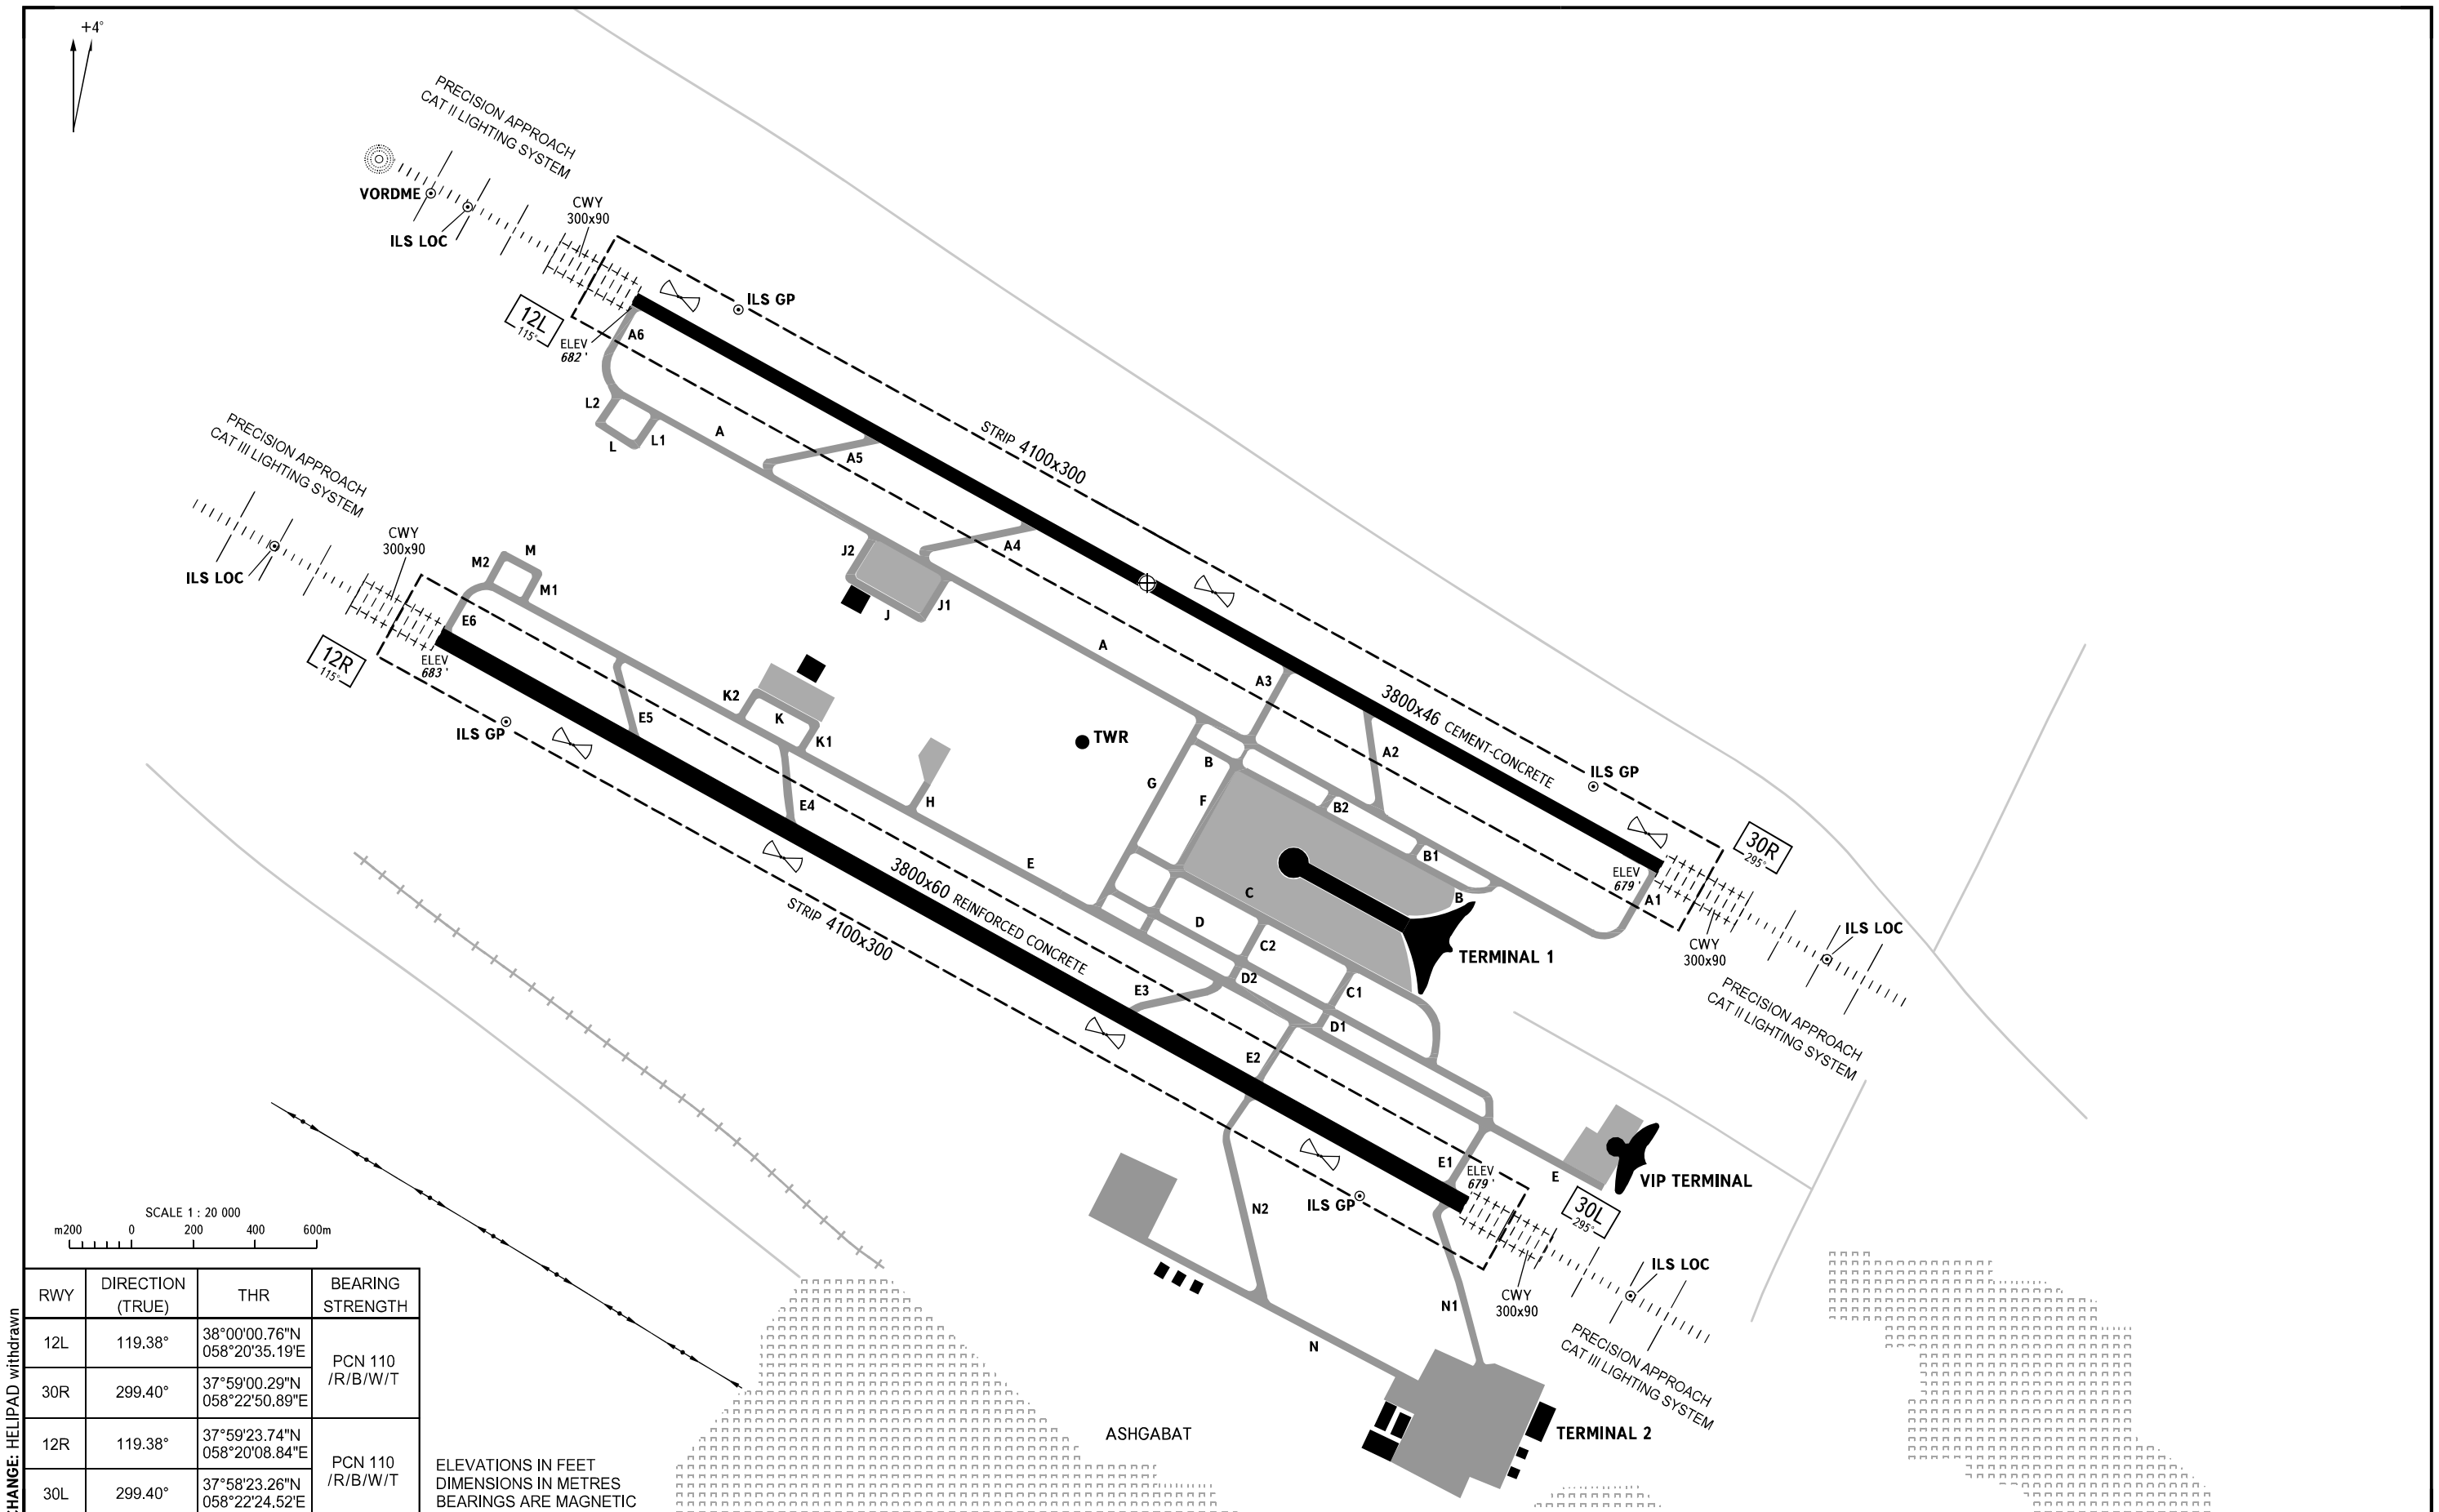 +4°
PRECISION APPROACH
CAT II LIGHTING SYSTEM
VORDME
ILS LOC
CWY
300x90
12L
115°
ELEV
682 '
A6
ILS GP
L2
L
L1
A
A5
STRIP 4100x300
A4
J2
J
J1
PRECISION APPROACH
CAT III LIGHTING SYSTEM
ILS LOC
CWY
300x90
12R
115°
ELEV
683 '
M2
M
M1
E6
ILS GP
E5
K2
K
K1
E4
H
TWR
A
A3
A2
3800x46 CEMENT-CONCRETE
ILS GP
30R
295°
ELEV
679 '
A1
CWY
300x90
ILS LOC
PRECISION APPROACH
CAT II LIGHTING SYSTEM
B
G
F
B2
B1
B
C
TERMINAL 1
E
D
C2
C1
D2
D1
3800x60 REINFORCED CONCRETE
STRIP 4100x300
E3
E2
E1
ELEV
679 '
E
VIP TERMINAL
30L
295°
ILS GP
ILS LOC
CWY
300x90
PRECISION APPROACH
CAT III LIGHTING SYSTEM
N2
N1
N
TERMINAL 2
ASHGABAT
SCALE 1 : 20 000
m200 0 200 400 600m
RWY DIRECTION (TRUE) THR BEARING STRENGTH
12L 119.38° 38°00'00.76"N 058°20'35.19'E PCN 110 /R/B/W/T
30R 299.40° 37°59'00.29"N 058°22'50.89"E
12R 119.38° 37°59'23.74"N 058°20'08.84"E PCN 110 /R/B/W/T
30L 299.40° 37°58'23.26"N 058°22'24.52"E
ELEVATIONS IN FEET
DIMENSIONS IN METRES
BEARINGS ARE MAGNETIC
CHANGE: HELIPAD withdrawn